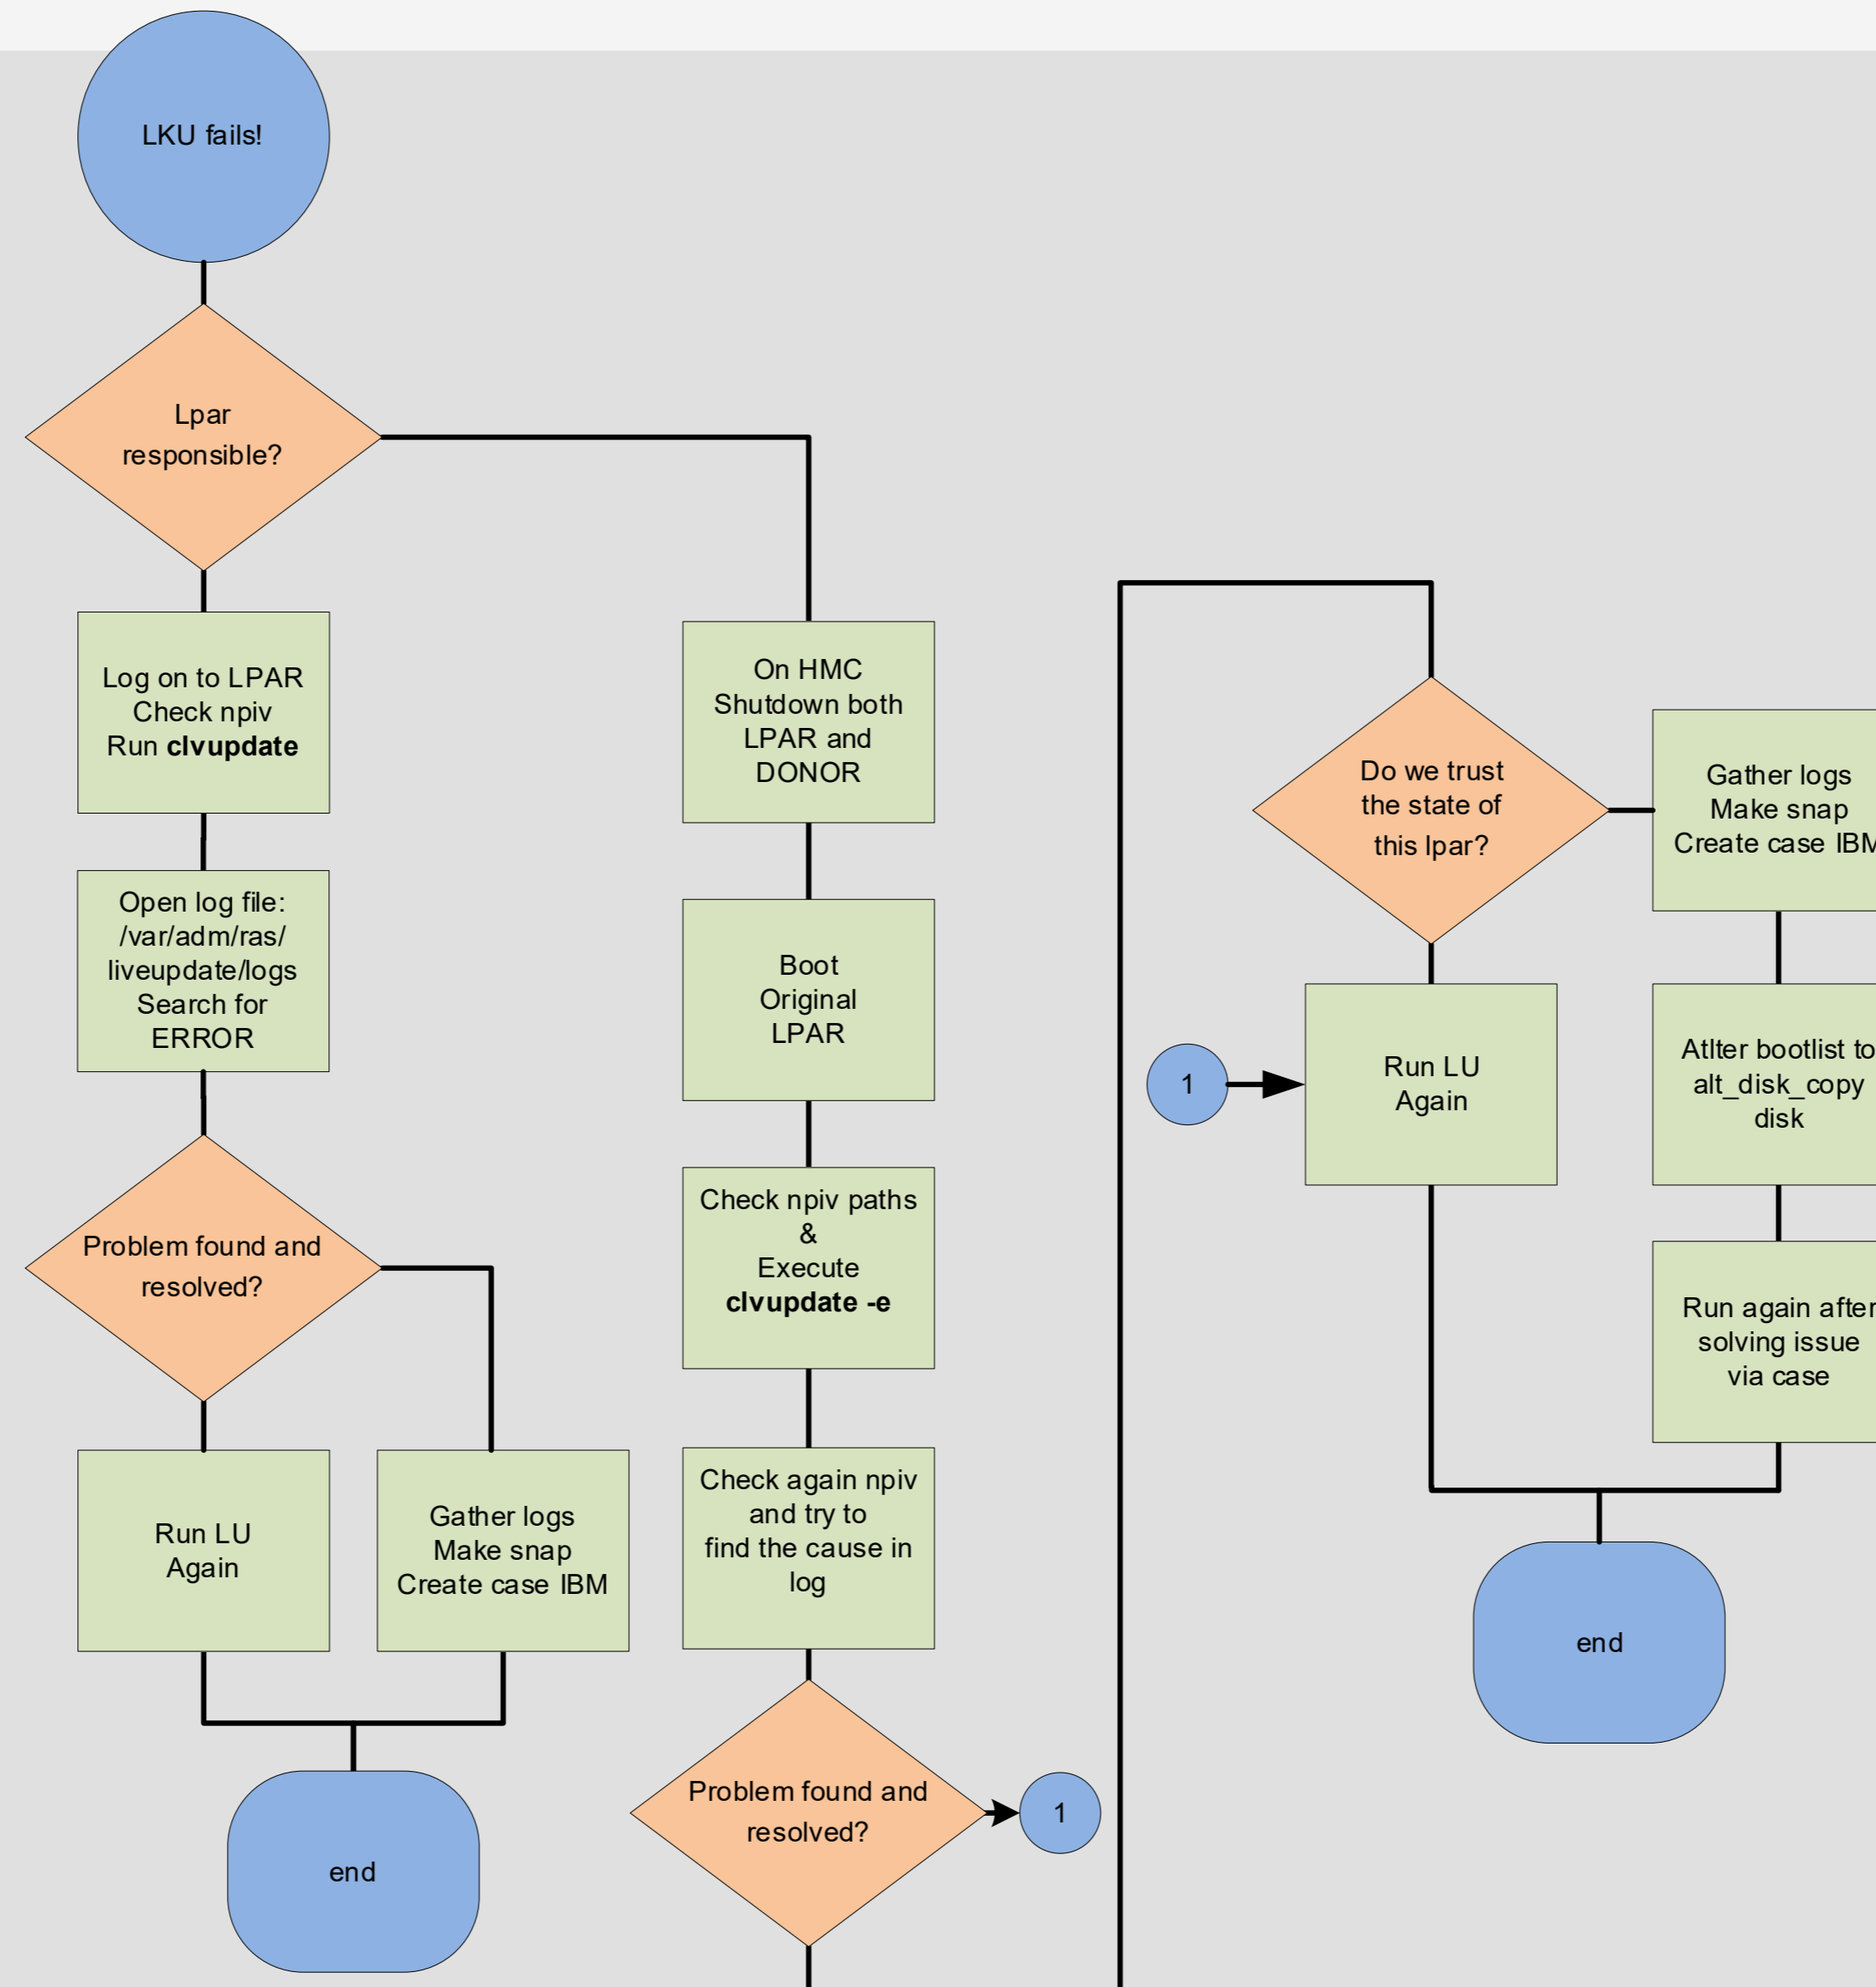 LKU fails!
Lpar
responsible?
Log on to LPAR
Check npiv
Run clvupdate
Open log file:
/var/adm/ras/
liveupdate/logs
Search for
ERROR
Problem found and
resolved?
Run LU
Again
Gather logs
Make snap
Create case IBM
end
On HMC
Shutdown both
LPAR and
DONOR
Boot
Original
LPAR
Check npiv paths
&
Execute
clvupdate -e
Check again npiv
and try to
find the cause in
log
Problem found and
resolved?
1
Do we trust
the state of
this lpar?
1
Run LU
Again
Gather logs
Make snap
Create case IBM
Atlter bootlist to
alt_disk_copy
disk
Run again after
solving issue
via case
end